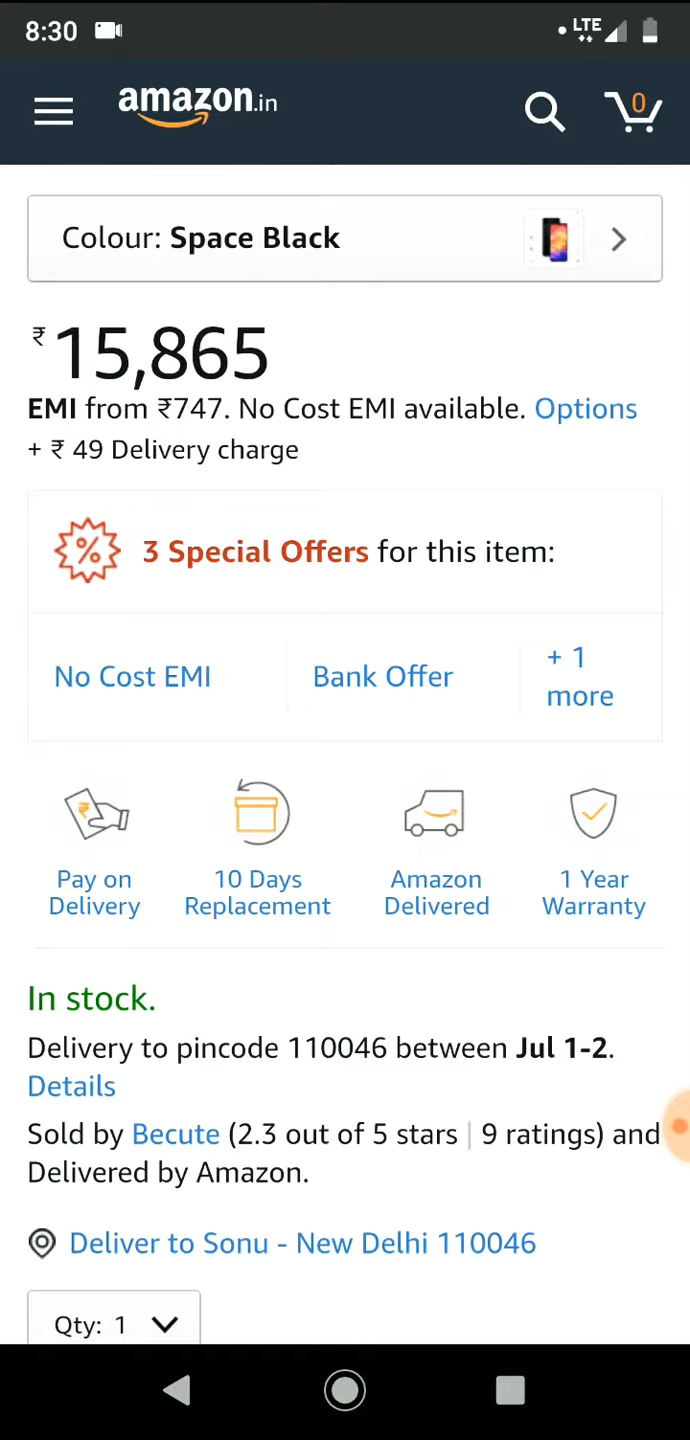 8:30 LTE
amazon.in 0
Colour: Space Black
₹15,865
EMI from ₹747. No Cost EMI available. Options
+ ₹ 49 Delivery charge
3 Special Offers for this item:
No Cost EMI Bank Offer + 1 more
Pay on Delivery 10 Days Replacement Amazon Delivered 1 Year Warranty
In stock.
Delivery to pincode 110046 between Jul 1-2.
Details
Sold by Becute (2.3 out of 5 stars | 9 ratings) and
Delivered by Amazon.
Deliver to Sonu - New Delhi 110046
Qty: 1